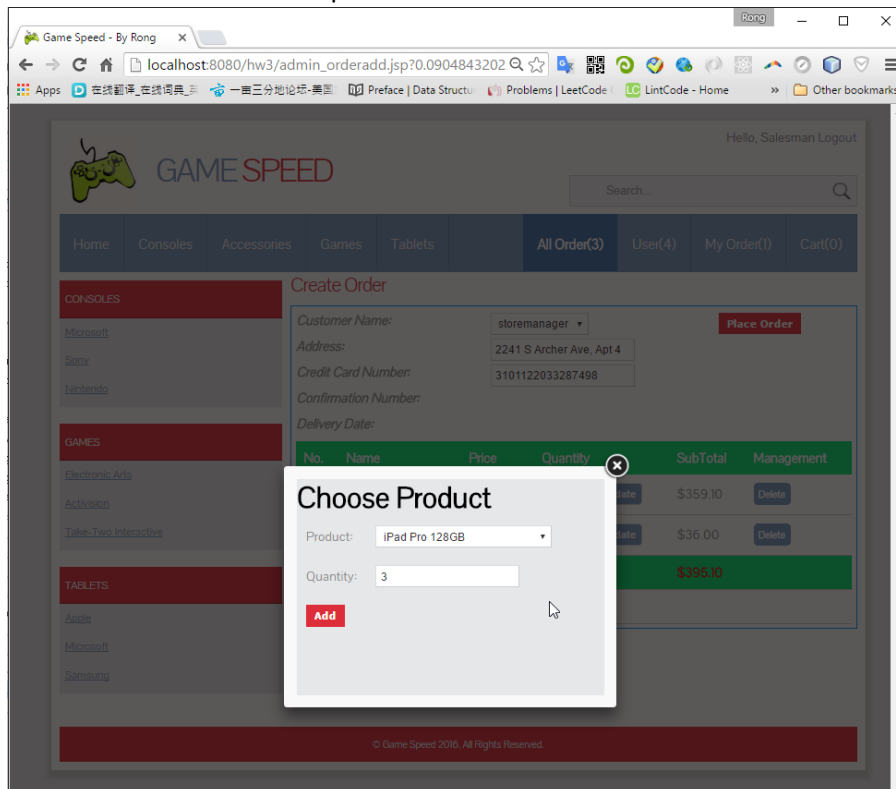 Rong
Game Speed - By Rong
localhost:8080/hw3/admin_orderadd.jsp?0.0904843202
Apps 在线翻译_在线词典_ 一亩三分地论坛-美国 Preface | Data Structu Problems | LeetCode LintCode - Home » Other bookmarks
Hello, Salesman Logout
GAME SPEED
Search...
Home Consoles Accessories Games Tablets All Order(3) User(4) My Order(1) Cart(0)
CONSOLES
Microsoft
Sony
Nintendo
GAMES
Electronic Arts
Activision
Take-Two Interactive
TABLETS
Apple
Microsoft
Samsung
Create Order
Customer Name: storemanager Place Order
Address: 2241 S Archer Ave, Apt 4
Credit Card Number: 3101122033287498
Confirmation Number:
Delivery Date:
No. Name Price Quantity SubTotal Management
date $359.10 Delete
date $36.00 Delete
$395.10
Choose Product
Product: iPad Pro 128GB
Quantity: 3
Add
© Game Speed 2016. All Rights Reserved.